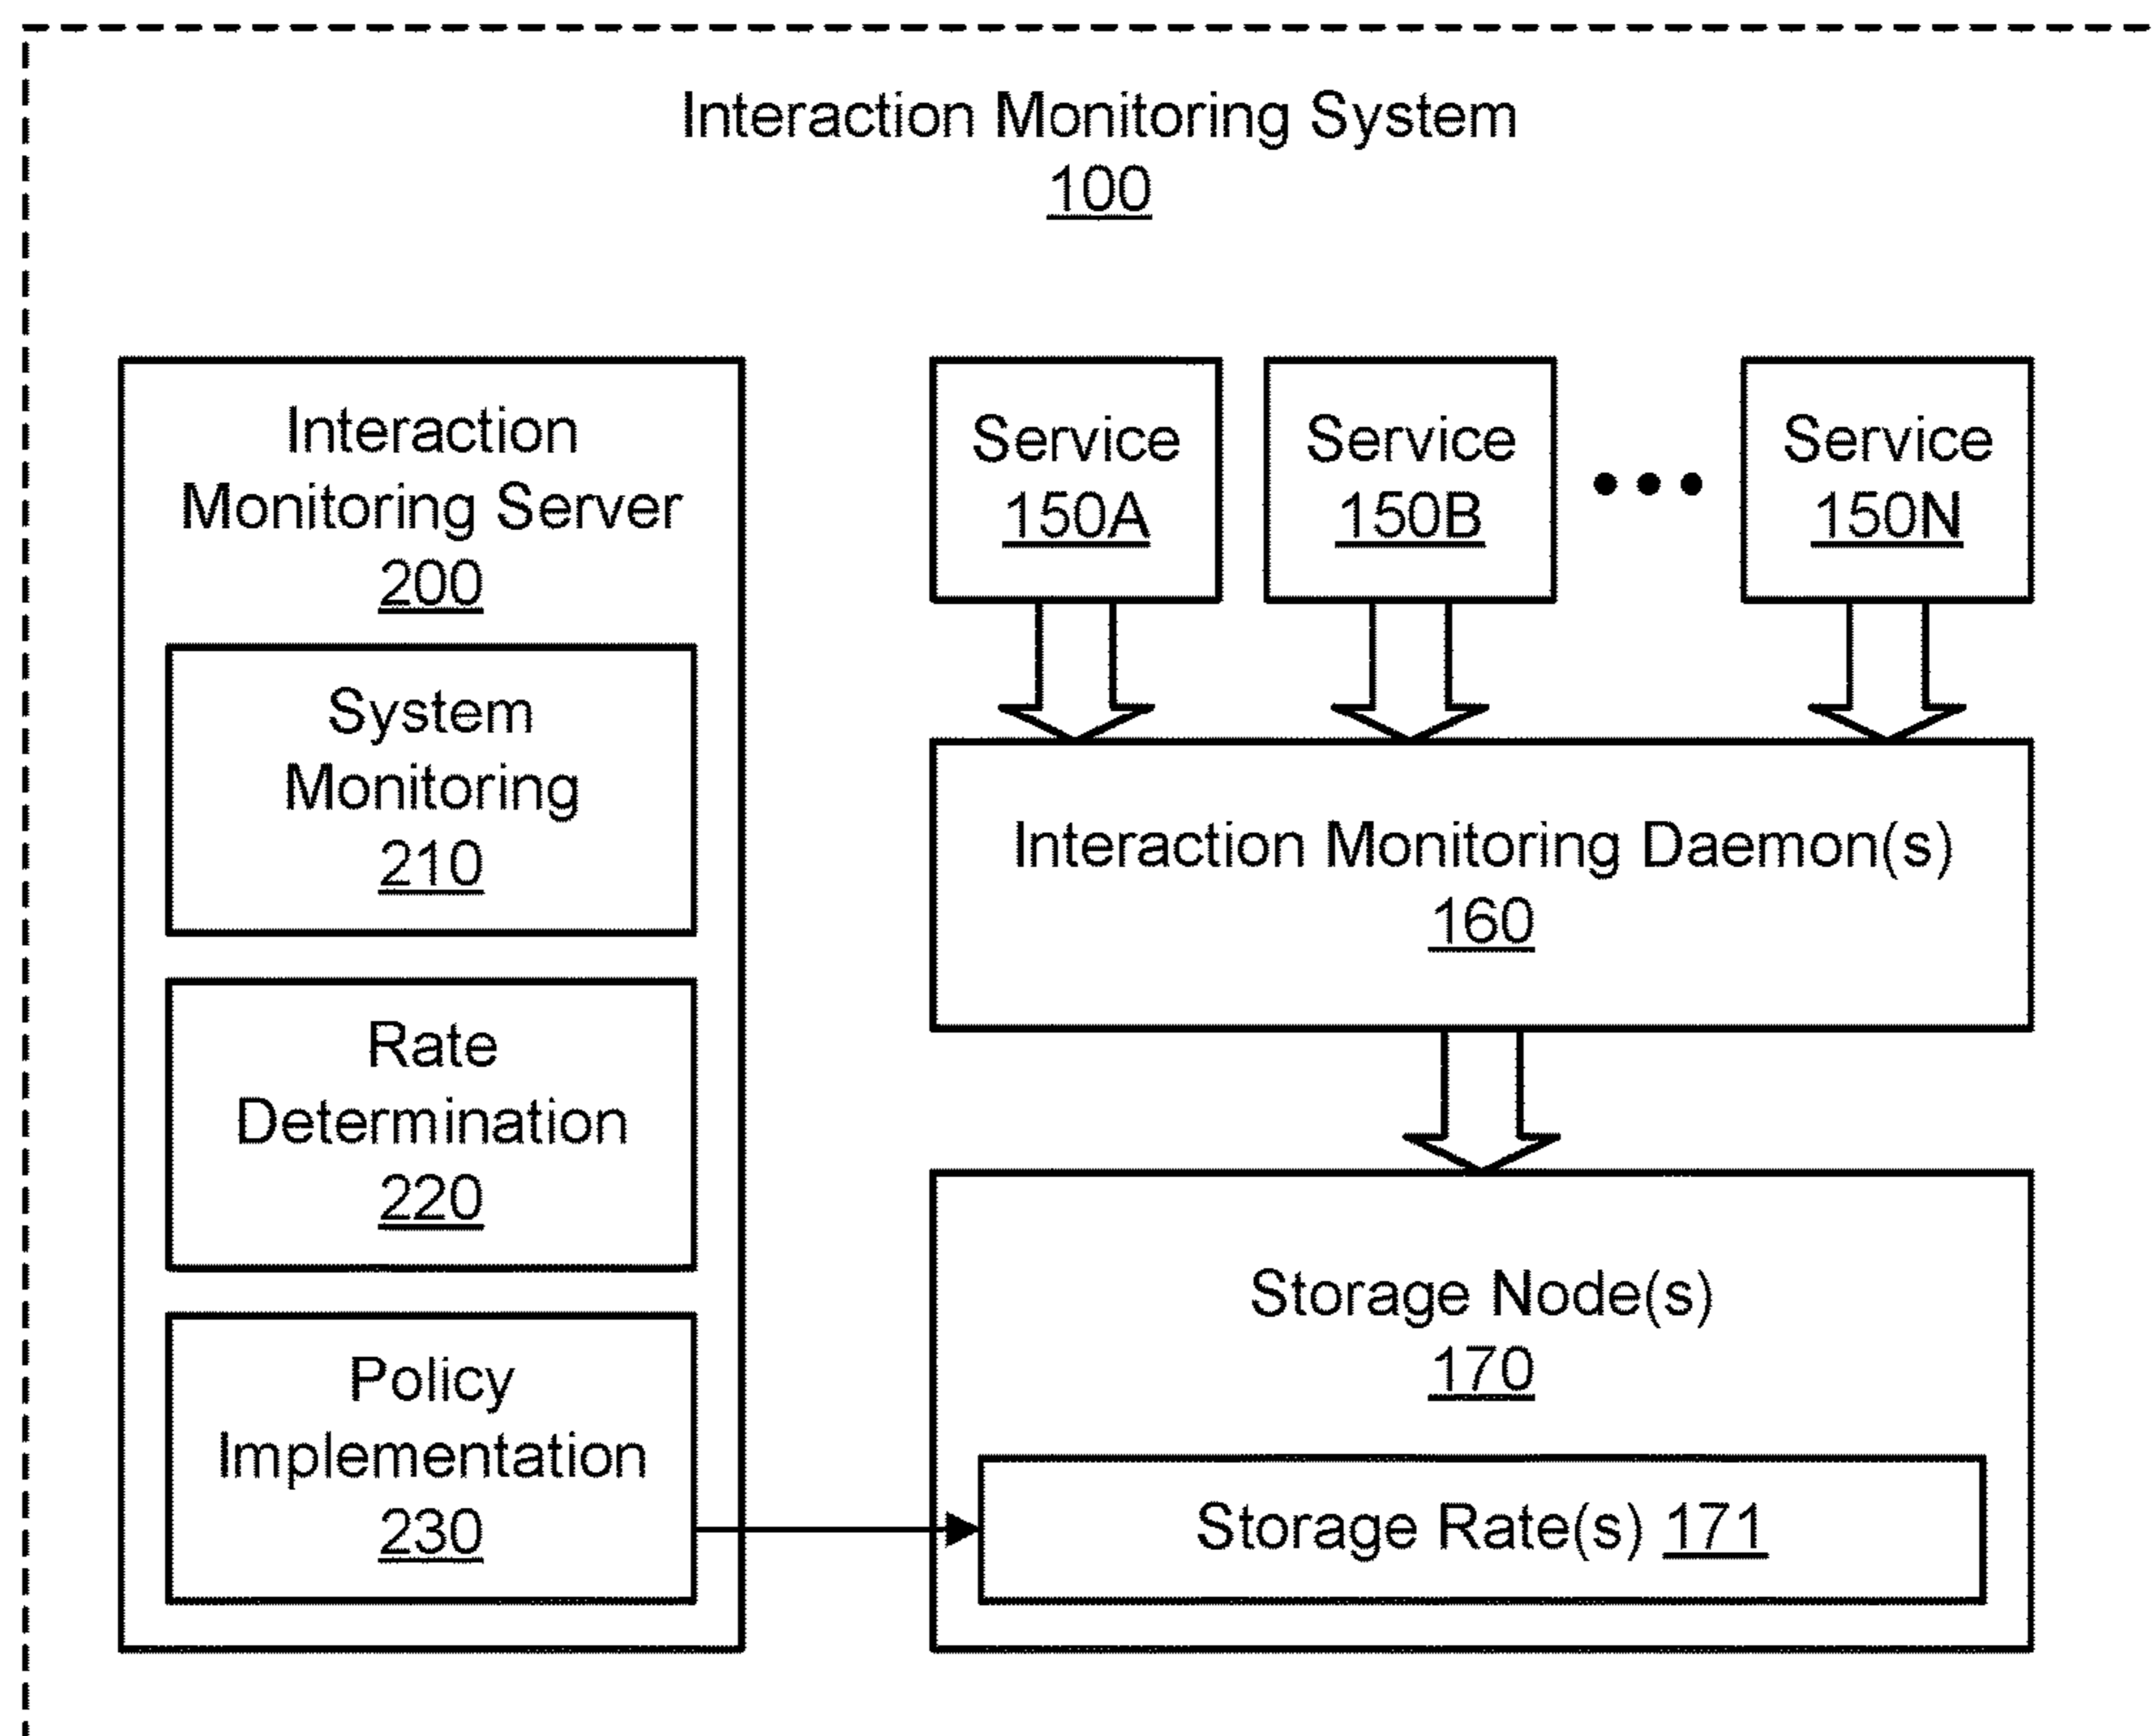 Interaction Monitoring System
100
Interaction
Monitoring Server
200
System
Monitoring
210
Rate
Determination
220
Policy
Implementation
230
Service
150A
Service
150B
Service
150N
Interaction Monitoring Daemon(s)
160
Storage Node(s)
170
Storage Rate(s) 171